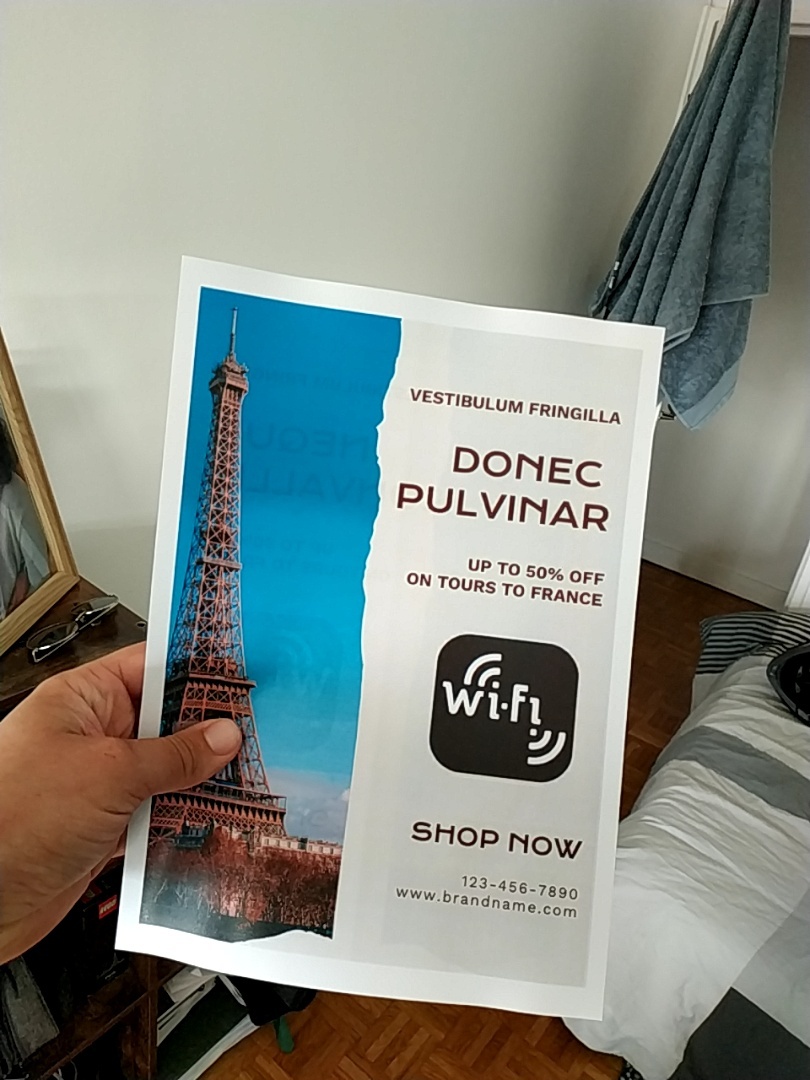 VESTIBULUM FRINGILLA
DONEC
PULVINAR
UP TO 50% OFF
ON TOURS TO FRANCE
Wi-Fi
SHOP NOW
123-456-7890
www.brandname.com